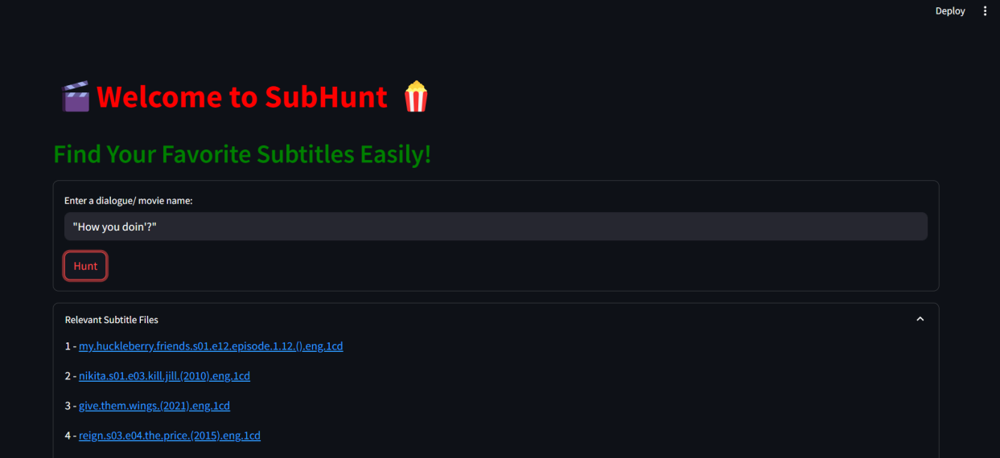 Deploy
Welcome to SubHunt
Find Your Favorite Subtitles Easily!
Enter a dialogue/ movie name:
"How you doin'?"
Hunt
Relevant Subtitle Files
1 - my.huckleberry.friends.s01.e12.episode.1.12.().eng.1cd
2 - nikita.s01.e03.kill.jill.(2010).eng.1cd
3 - give.them.wings.(2021).eng.1cd
4 - reign.s03.e04.the.price.(2015).eng.1cd